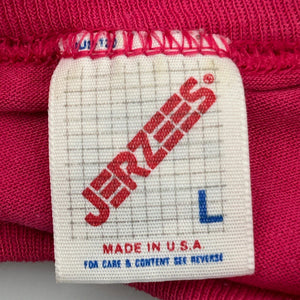 JERZEES®
L
MADE IN U.S.A
FOR CARE & CONTENT SEE REVERSE